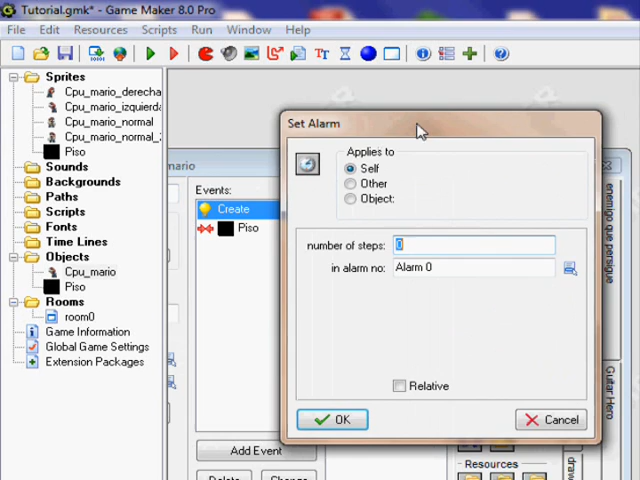 Tutorial.gmk* - Game Maker 8.0 Pro
File Edit Resources Scripts Run Window Help
Sprites
Cpu_mario_derecha
Cpu_mario_izquierda
Cpu_mario_normal
Cpu_mario_normal_2
Piso
Sounds
Backgrounds
Paths
Scripts
Fonts
Time Lines
Objects
Cpu_mario
Piso
Rooms
room0
Game Information
Global Game Settings
Extension Packages
mario
Events:
Create
Piso
Add Event
Delete Change
Set Alarm
Applies to
Self
Other
Object:
number of steps: 0
in alarm no: Alarm 0
Relative
OK Cancel
enemigo que persigue
Guitar Hero
draw
Resources